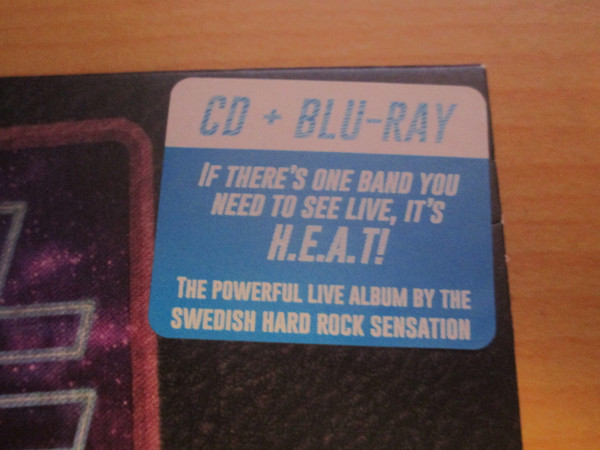 CD + BLU-RAY
IF THERE'S ONE BAND YOU
NEED TO SEE LIVE, IT'S
H.E.A.T!
THE POWERFUL LIVE ALBUM BY THE
SWEDISH HARD ROCK SENSATION